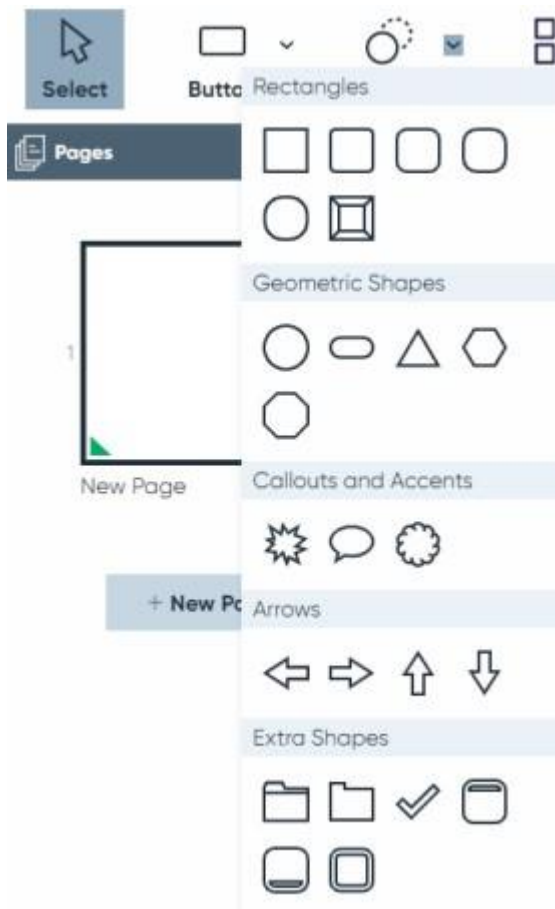 Select
Butto
Rectangles
Pages
Geometric Shapes
1
New Page
Callouts and Accents
+ New Pa
Arrows
Extra Shapes